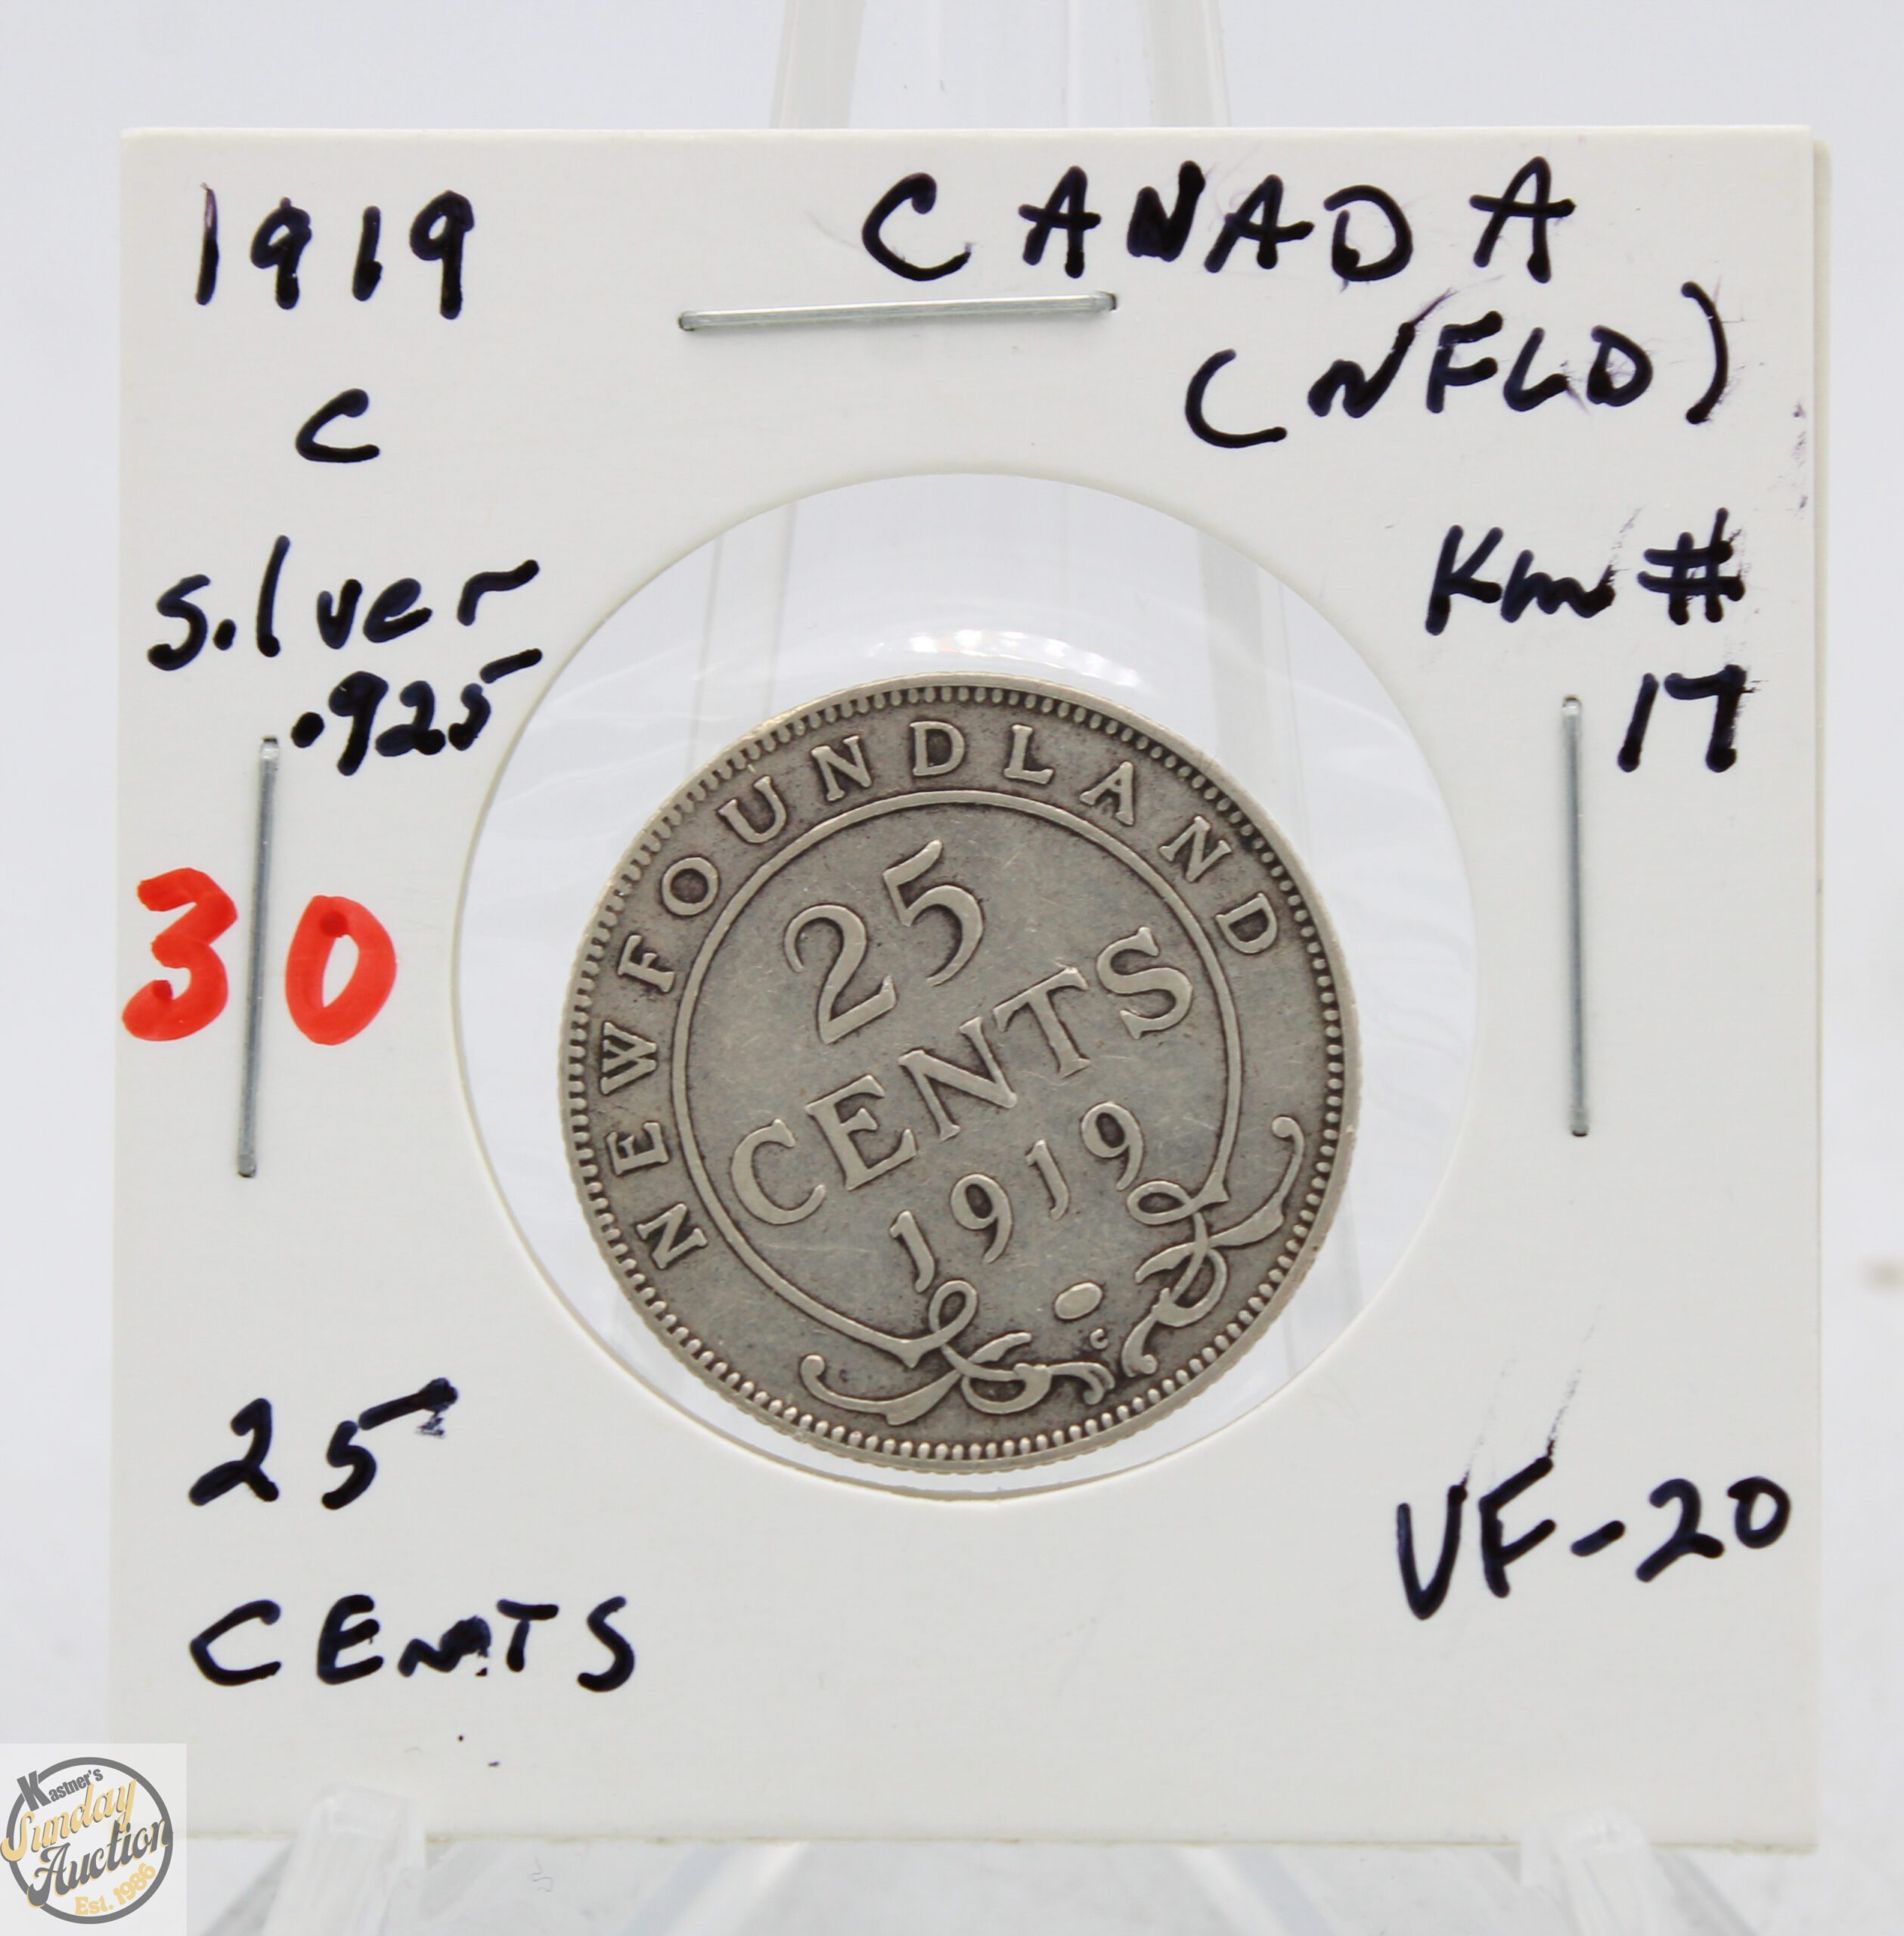 1919
C
CANADA
(NFLD)
Silver
.925
Km #
17
30
NEWFOUNDLAND
25
CENTS
1919
C
25
CENTS
VF-20
Kastner's
Sunday
Auction
Est. 1986